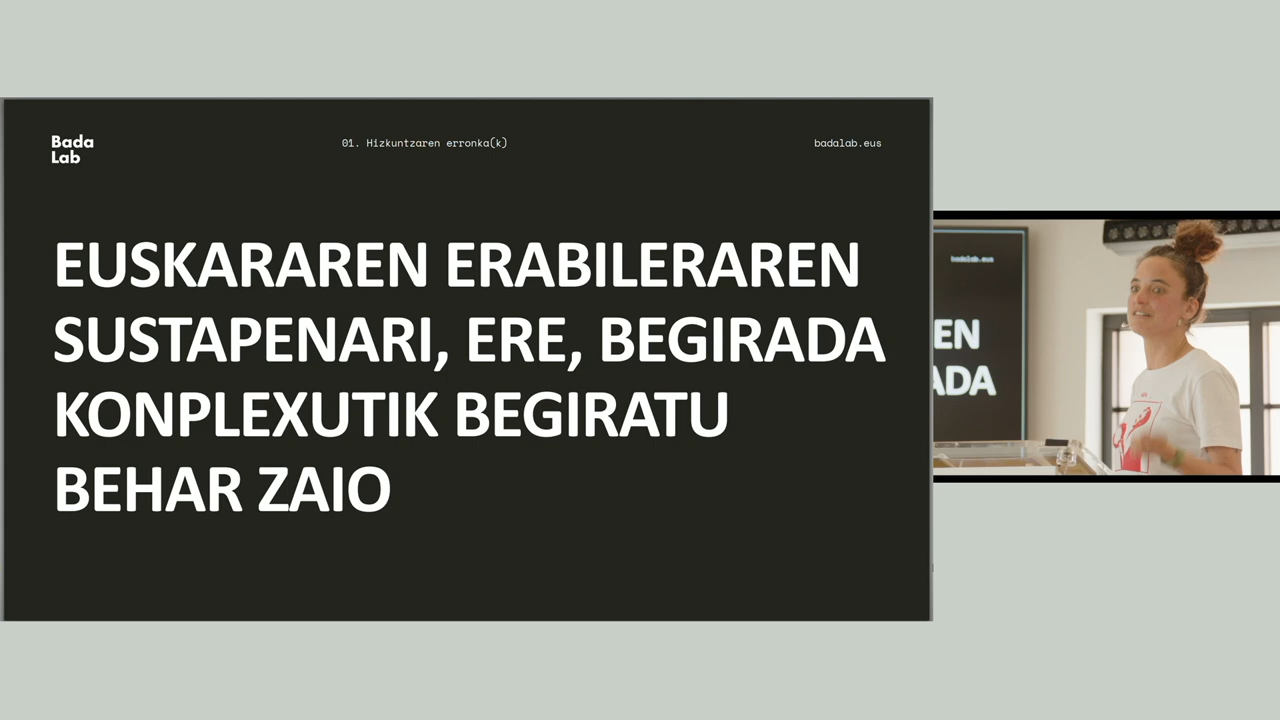 Bada
Lab
01. Hizkuntzaren erronka(k)
badalab.eus
EUSKARAREN ERABILERAREN
SUSTAPENARI, ERE, BEGIRADA
KONPLEXUTIK BEGIRATU
BEHAR ZAIO
badalab.eus
EN
ADA